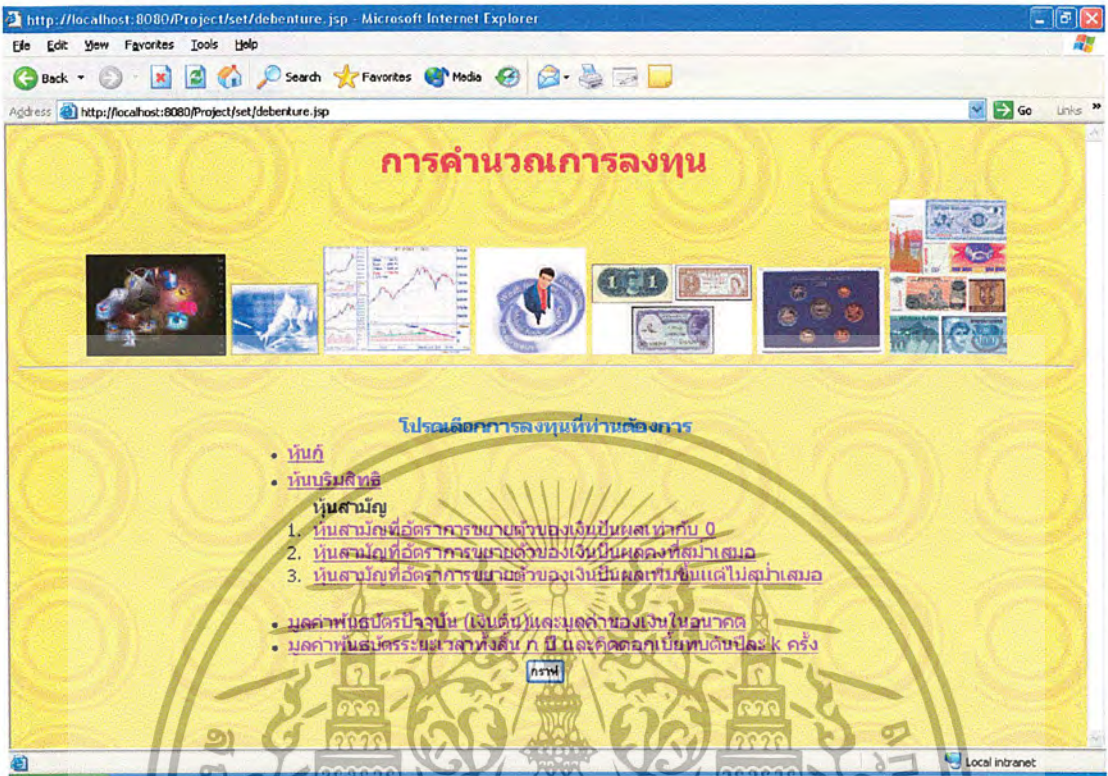 http://localhost:8080/Project/set/debenture.jsp - Microsoft Internet Explorer
File Edit View Favorites Tools Help
Back Search Favorites Media
Address http://localhost:8080/Project/set/debenture.jsp Go Links »
การคำนวณการลงทุน
โปรดเลือกการลงทุนที่ท่านต้องการ
• หุ้นกู้
• หุ้นบุริมสิทธิ
หุ้นสามัญ
1. หุ้นสามัญที่อัตราการขยายตัวของเงินปันผลเท่ากับ 0
2. หุ้นสามัญที่อัตราการขยายตัวของเงินปันผลคงที่สม่ำเสมอ
3. หุ้นสามัญที่อัตราการขยายตัวของเงินปันผลเพิ่มขึ้นแต่ไม่สม่ำเสมอ
• มูลค่าพันธบัตรปัจจุบัน (เงินต้น)และมูลค่าของเงินในอนาคต
• มูลค่าพันธบัตรระยะเวลาทั้งสิ้น n ปี และคิดดอกเบี้ยทบต้นปีละ k ครั้ง
กราฟ
Local intranet